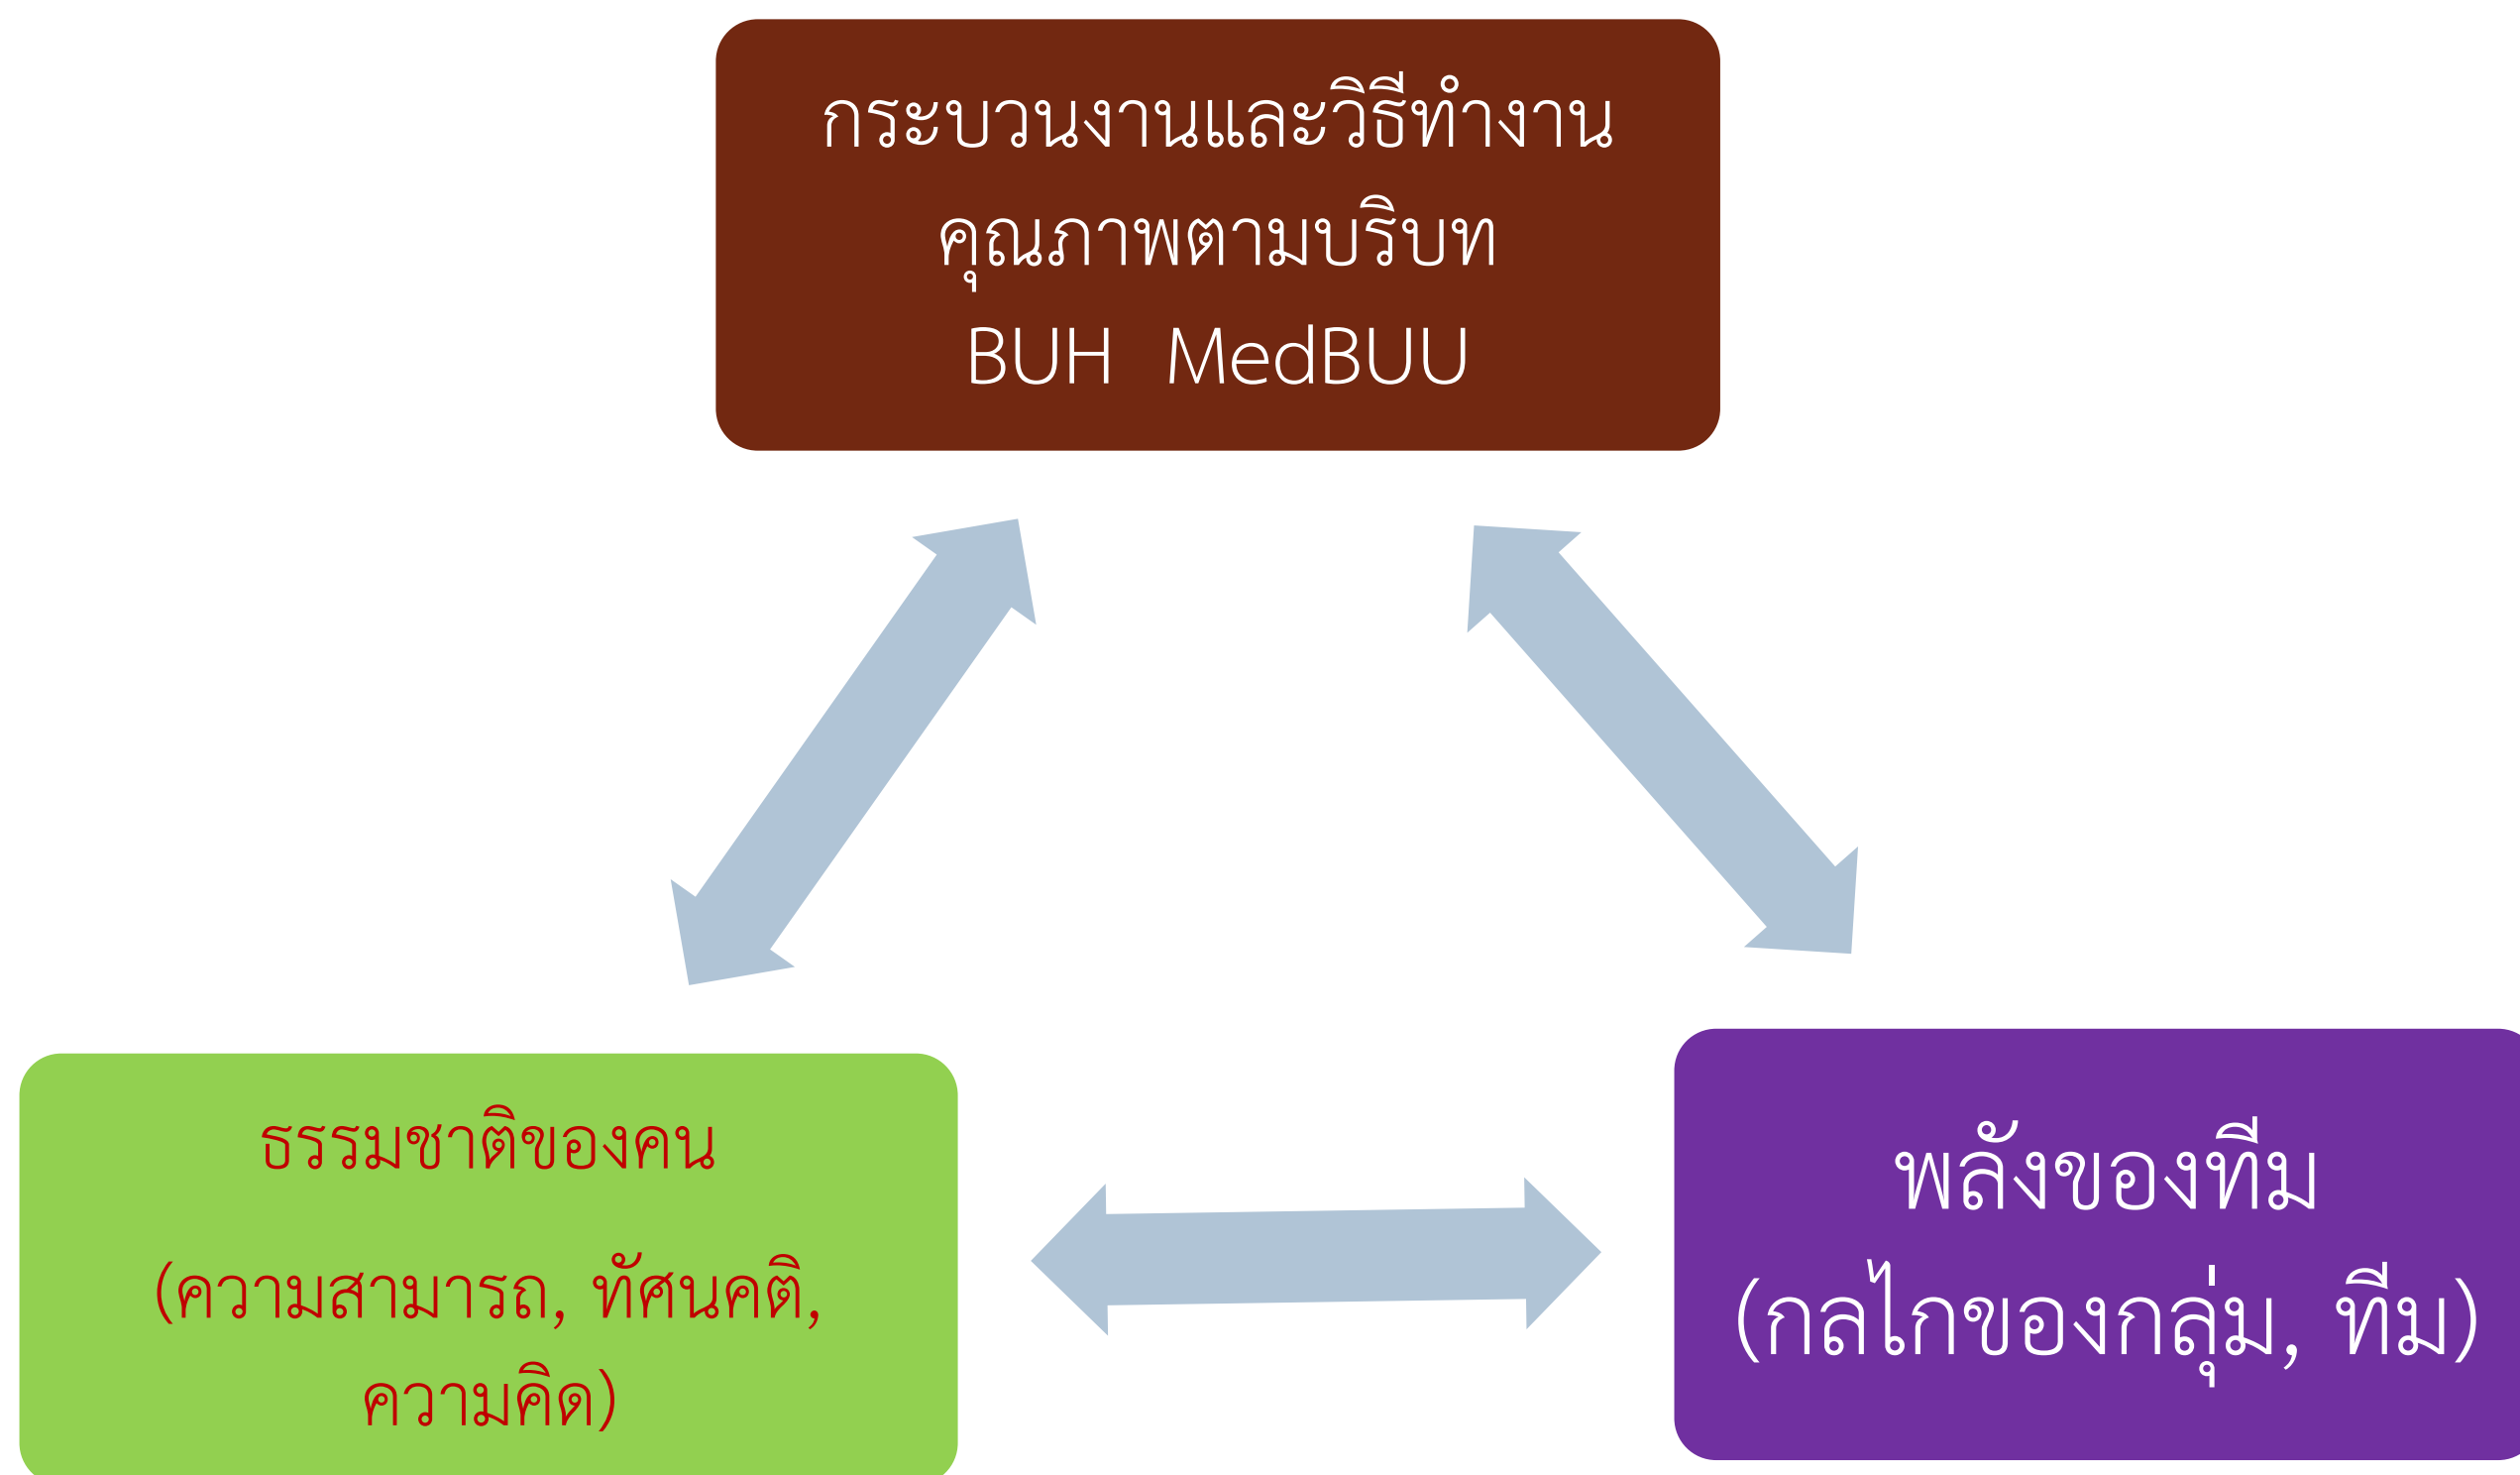 กระบวนงานและวิธีทำงาน
คุณภาพตามบริบท
BUH MedBUU
ธรรมชาติของคน
(ความสามารถ, ทัศนคติ,
ความคิด)
พลังของทีม
(กลไกของกลุ่ม, ทีม)